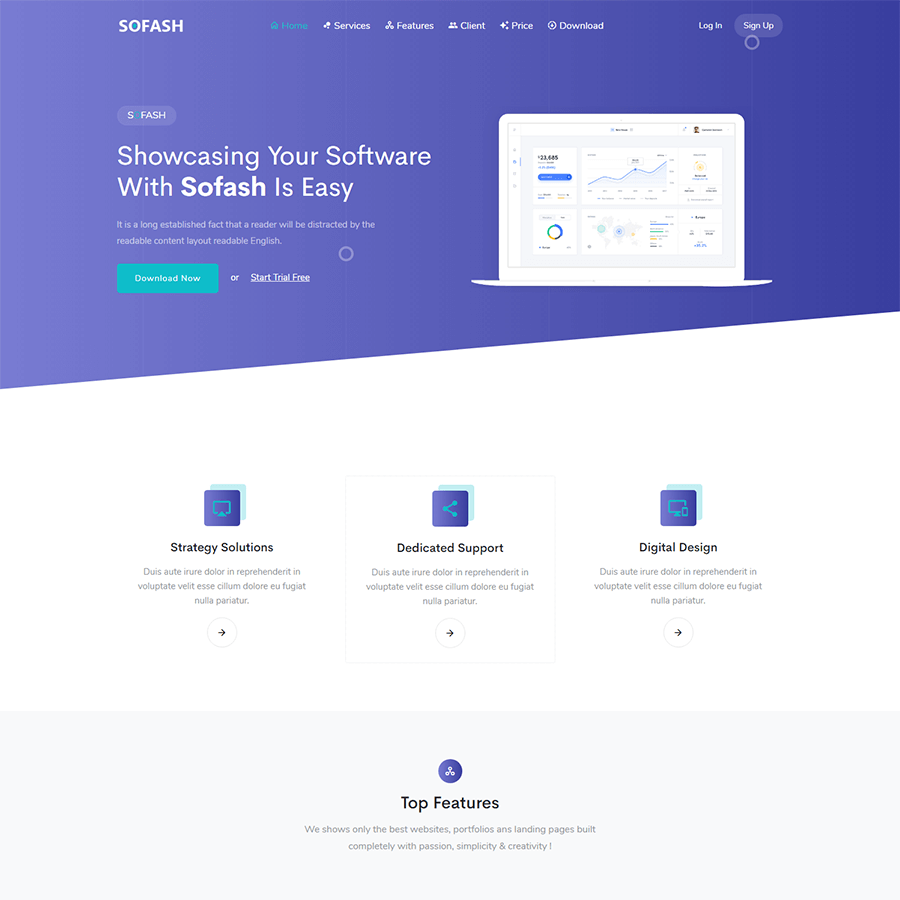 SOFASH
Home Services Features Client Price Download
Log In Sign Up
SOFASH
Showcasing Your Software
With Sofash Is Easy
It is a long established fact that a reader will be distracted by the
readable content layout readable English.
Download Now or Start Trial Free
23,685
Europe
Strategy Solutions
Duis aute irure dolor in reprehenderit in
voluptate velit esse cillum dolore eu fugiat
nulla pariatur.
Dedicated Support
Duis aute irure dolor in reprehenderit in
voluptate velit esse cillum dolore eu fugiat
nulla pariatur.
Digital Design
Duis aute irure dolor in reprehenderit in
voluptate velit esse cillum dolore eu fugiat
nulla pariatur.
Top Features
We shows only the best websites, portfolios ans landing pages built
completely with passion, simplicity & creativity !